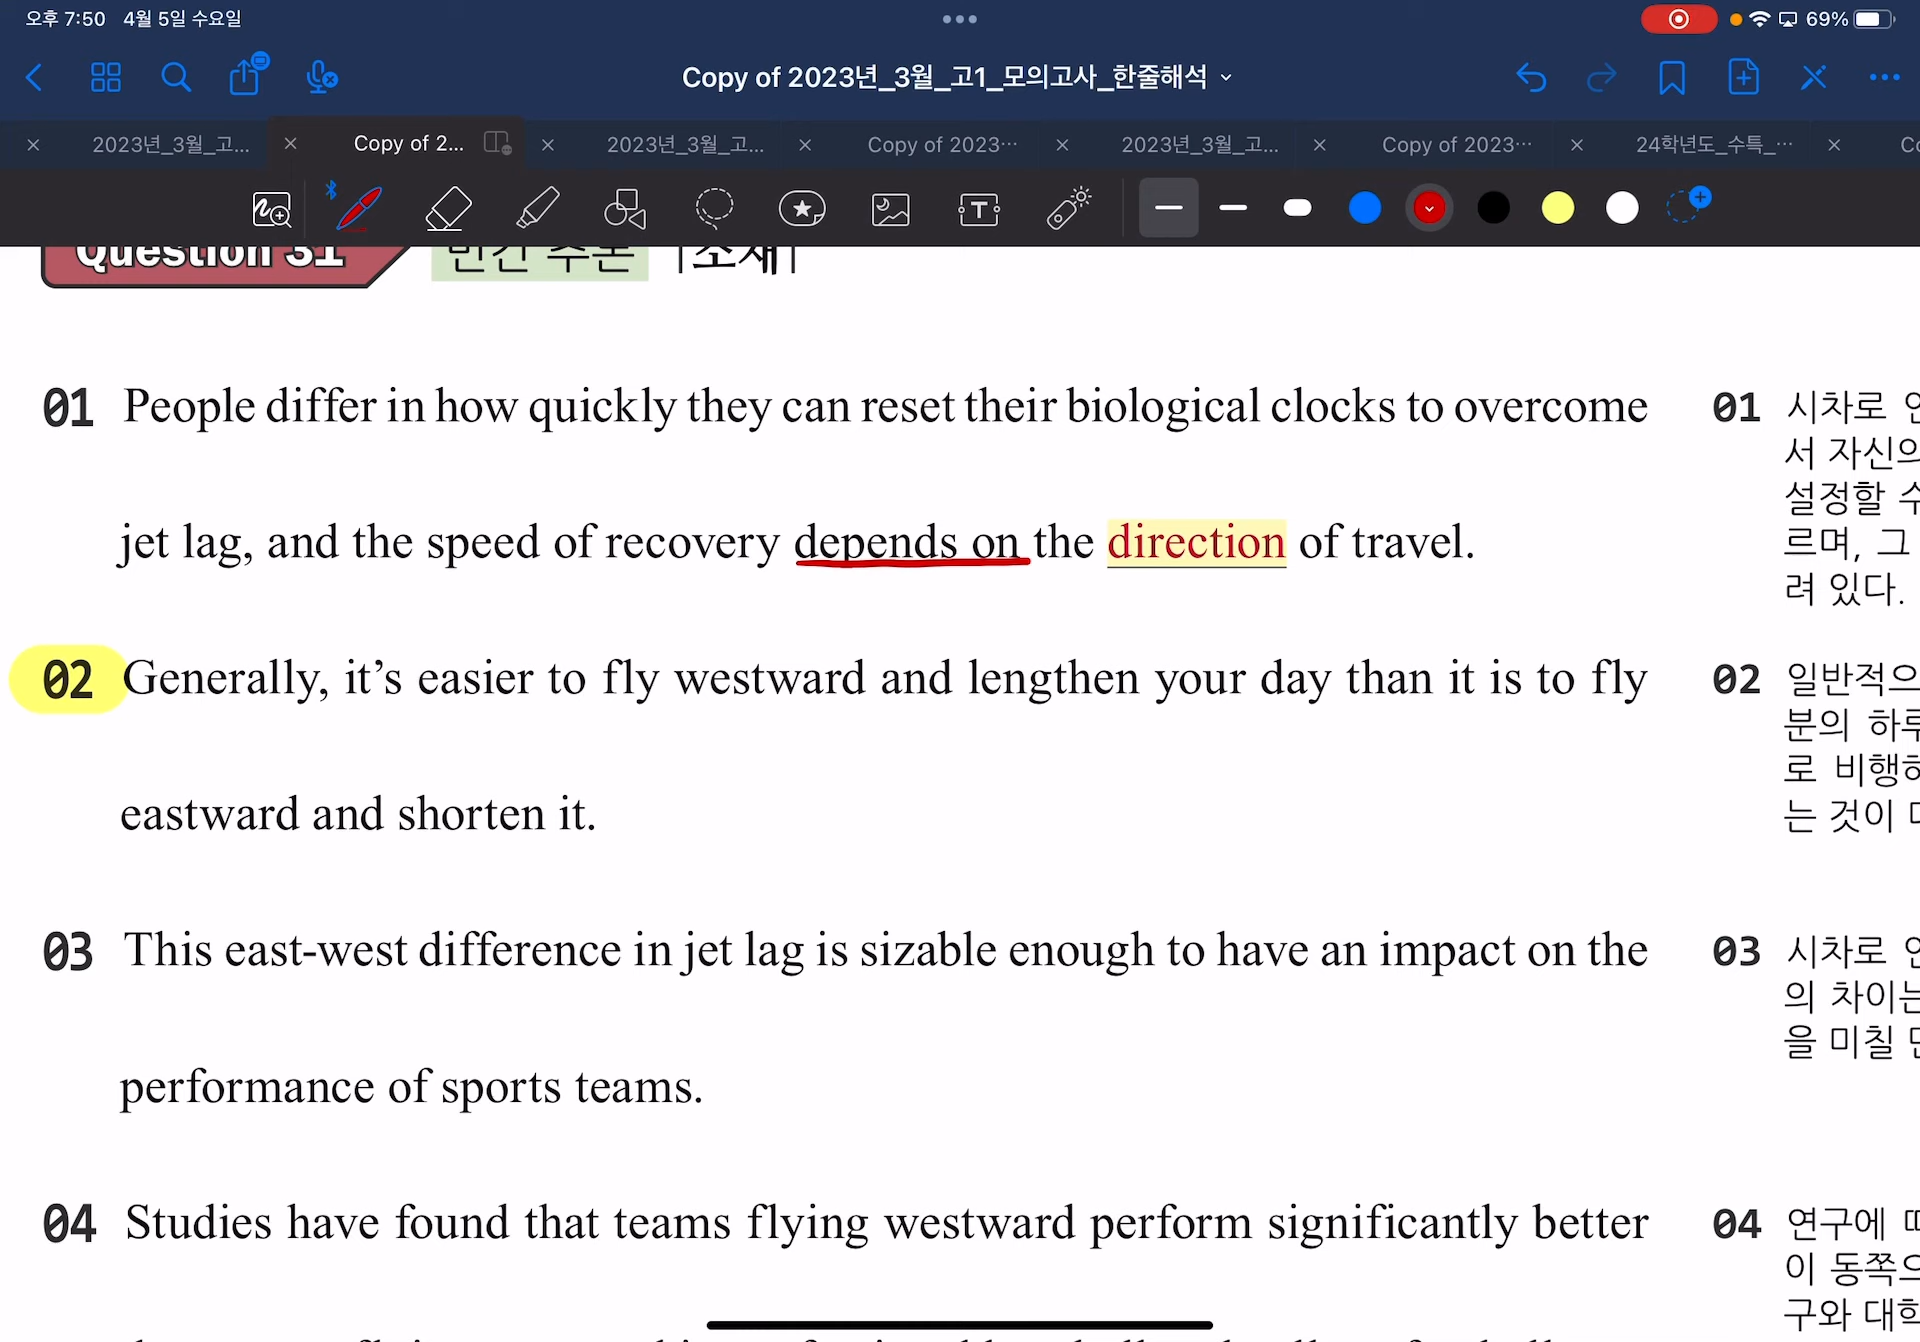 오후 7:50 4월 5일 수요일
69%
Copy of 2023년_3월_고1_모의고사_한줄해석
2023년_3월_고...
Copy of 2...
2023년_3월_고...
Copy of 2023...
2023년_3월_고...
Copy of 2023...
24학년도_수특_...
Question 31 빈칸 추론 |소재|
01 People differ in how quickly they can reset their biological clocks to overcome
jet lag, and the speed of recovery depends on the direction of travel.
02 Generally, it’s easier to fly westward and lengthen your day than it is to fly
eastward and shorten it.
03 This east-west difference in jet lag is sizable enough to have an impact on the
performance of sports teams.
04 Studies have found that teams flying westward perform significantly better
01 시차로
서 자신의
설정할 수
르며, 그
려 있다.
02 일반적으
분의 하루
로 비행하
는 것이
03 시차로
의 차이는
을 미칠
04 연구에
이 동쪽으
구와 대학